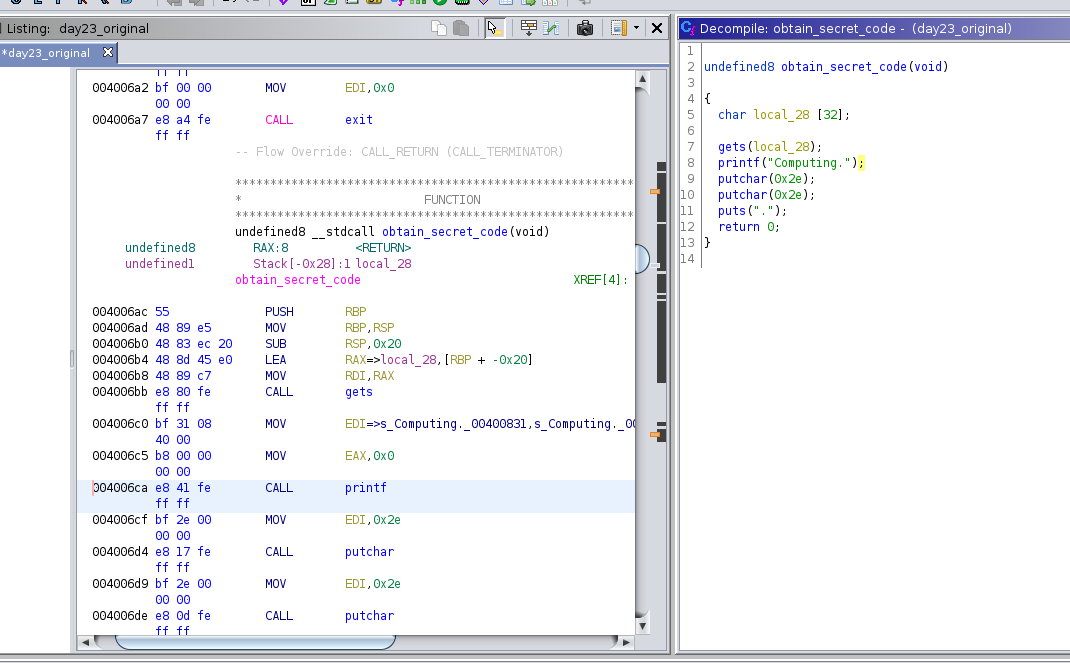 Listing:  day23_original
*day23_original
ff ff
004006a2 bf 00 00 MOV EDI,0x0
00 00
004006a7 e8 a4 fe CALL exit
ff ff
-- Flow Override: CALL_RETURN (CALL_TERMINATOR)
*********************************************************
* FUNCTION
*********************************************************
undefined8 __stdcall obtain_secret_code(void)
undefined8 RAX:8 <RETURN>
undefined1 Stack[-0x28]:1 local_28
obtain_secret_code XREF[4]:
004006ac 55 PUSH RBP
004006ad 48 89 e5 MOV RBP,RSP
004006b0 48 83 ec 20 SUB RSP,0x20
004006b4 48 8d 45 e0 LEA RAX=>local_28,[RBP + -0x20]
004006b8 48 89 c7 MOV RDI,RAX
004006bb e8 80 fe CALL gets
ff ff
004006c0 bf 31 08 MOV EDI=>s_Computing._00400831,s_Computing._00
40 00
004006c5 b8 00 00 MOV EAX,0x0
00 00
004006ca e8 41 fe CALL printf
ff ff
004006cf bf 2e 00 MOV EDI,0x2e
00 00
004006d4 e8 17 fe CALL putchar
ff ff
004006d9 bf 2e 00 MOV EDI,0x2e
00 00
004006de e8 0d fe CALL putchar
ff ff
Decompile: obtain_secret_code - (day23_original)
1
2 undefined8 obtain_secret_code(void)
3
4 {
5 char local_28 [32];
6
7 gets(local_28);
8 printf("Computing.");
9 putchar(0x2e);
10 putchar(0x2e);
11 puts(".");
12 return 0;
13 }
14